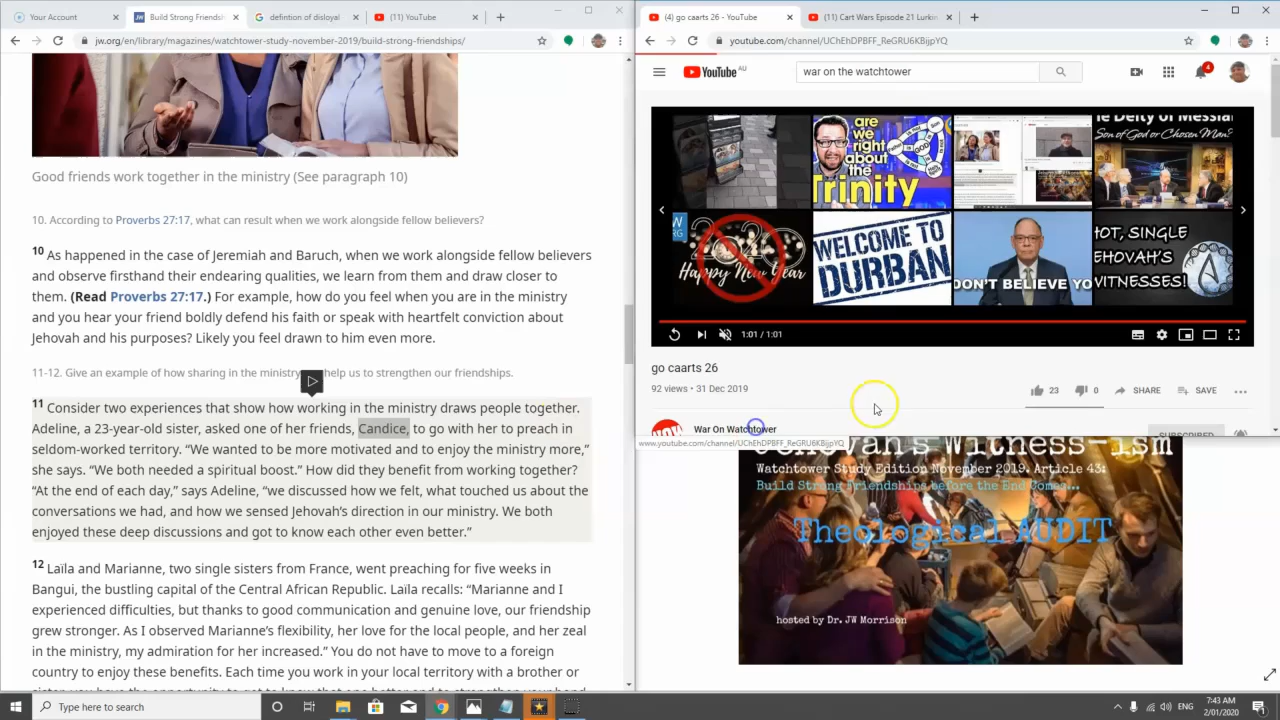 Your Account
Build Strong Friendsh
defintion of disloyal
(11) YouTube
jw.org/en/library/magazines/watchtower-study-november-2019/build-strong-friendships/
Good friends work together in the ministry (See paragraph 10)
10. According to Proverbs 27:17, what can result when we work alongside fellow believers?
10 As happened in the case of Jeremiah and Baruch, when we work alongside fellow believers
and observe firsthand their endearing qualities, we learn from them and draw closer to
them. (Read Proverbs 27:17.) For example, how do you feel when you are in the ministry
and you hear your friend boldly defend his faith or speak with heartfelt conviction about
Jehovah and his purposes? Likely you feel drawn to him even more.
11-12. Give an example of how sharing in the ministry help us to strengthen our friendships.
11 Consider two experiences that show how working in the ministry draws people together.
Adeline, a 23-year-old sister, asked one of her friends, Candice, to go with her to preach in
seldom-worked territory. “We wanted to be more motivated and to enjoy the ministry more,”
she says. “We both needed a spiritual boost.” How did they benefit from working together?
“At the end of each day,” says Adeline, “we discussed how we felt, what touched us about the
conversations we had, and how we sensed Jehovah’s direction in our ministry. We both
enjoyed these deep discussions and got to know each other even better.”
12 Laïla and Marianne, two single sisters from France, went preaching for five weeks in
Bangui, the bustling capital of the Central African Republic. Laïla recalls: “Marianne and I
experienced difficulties, but thanks to good communication and genuine love, our friendship
grew stronger. As I observed Marianne’s flexibility, her love for the local people, and her zeal
in the ministry, my admiration for her increased.” You do not have to move to a foreign
country to enjoy these benefits. Each time you work in your local territory with a brother or
(4) go caarts 26 - YouTube
(11) Cart Wars Episode 21 Lurkin
youtube.com/channel/UChEhDPBFF_ReGRU6KBijpYQ
YouTube AU
war on the watchtower
4
are
we
right
about
the
Trinity
The Deity of Messia
Son of God or Chosen Man?
W
RG
2020
Happy New Year
WELCOME TO
DURBAN
DON'T BELIEVE YO
HOT, SINGLE
JEHOVAH'S
WITNESSES!
1:01 / 1:01
go caarts 26
92 views • 31 Dec 2019
23
0
SHARE
SAVE
War On Watchtower
SUBSCRIBED
www.youtube.com/channel/UChEhDPBFF_ReGRU6KBijpYQ
Jehovah's Witness'ism
Watchtower Study Edition November 2019. Article 43:
Build Strong Friendships before the End Comes...
Theological AUDIT
hosted by Dr. JW Morrison
Type here to search
ENG
7:43 AM
2/01/2020